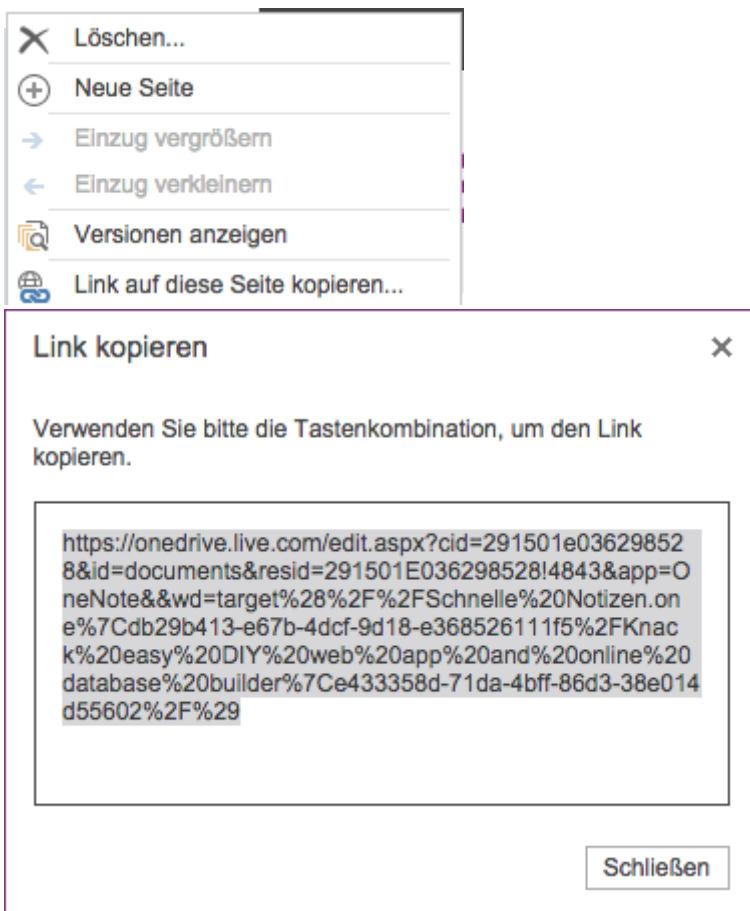 Löschen...
Neue Seite
Einzug vergrößern
Einzug verkleinern
Versionen anzeigen
Link auf diese Seite kopieren...
Link kopieren
Verwenden Sie bitte die Tastenkombination, um den Link
kopieren.
https://onedrive.live.com/edit.aspx?cid=291501e03629852
8&id=documents&resid=291501E036298528!4843&app=O
neNote&&wd=target%28%2F%2FSchnelle%20Notizen.on
e%7Cdb29b413-e67b-4dcf-9d18-e368526111f5%2FKnac
k%20easy%20DIY%20web%20app%20and%20online%20
database%20builder%7Ce433358d-71da-4bff-86d3-38e014
d55602%2F%29
Schließen